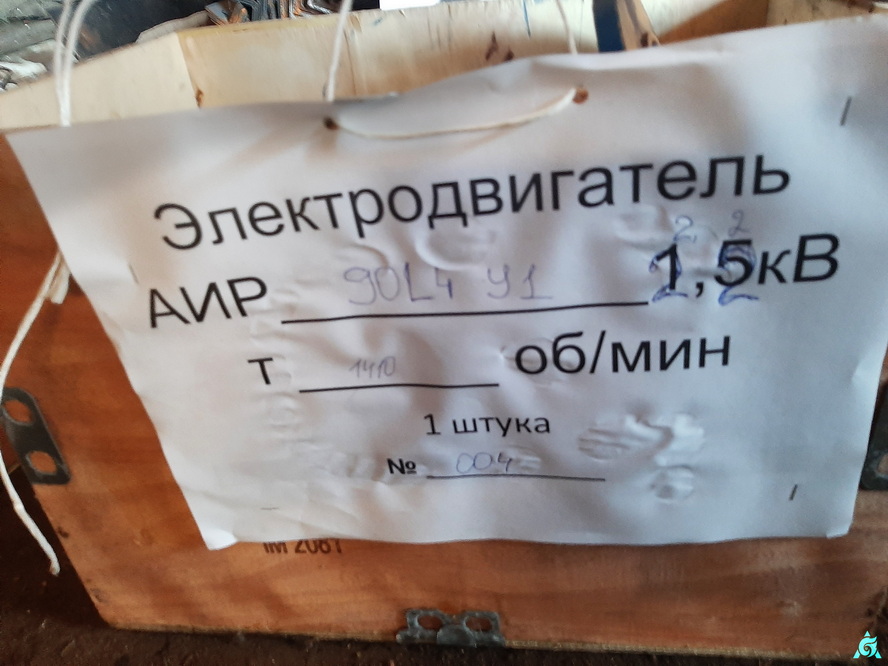 Электродвигатель
2 2
АИР 90L4 У1 1,5кВ
т 1410 об/мин
1 штука
№ 004
IM 2081